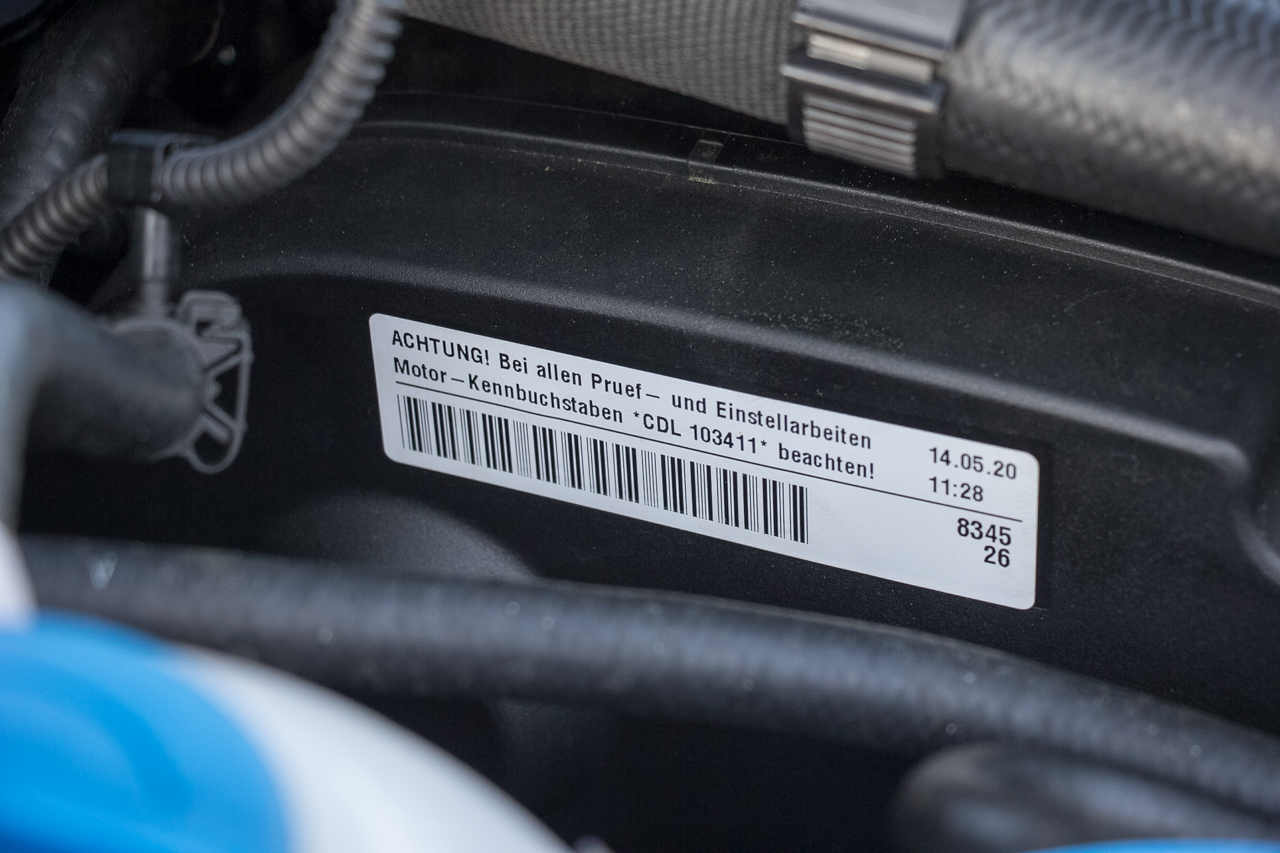 ACHTUNG! Bei allen Pruef– und Einstellarbeiten
Motor–Kennbuchstaben *CDL 103411* beachten!
14.05.20
11:28
8345
26